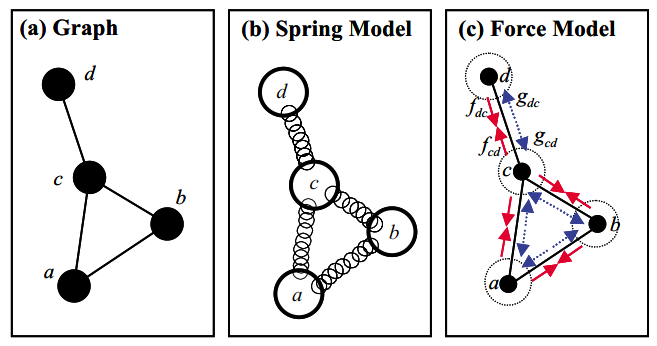 (a) Graph
d
c
b
a
(b) Spring Model
d
c
b
a
(c) Force Model
d
f_dc
g_dc
f_cd
g_cd
c
b
a